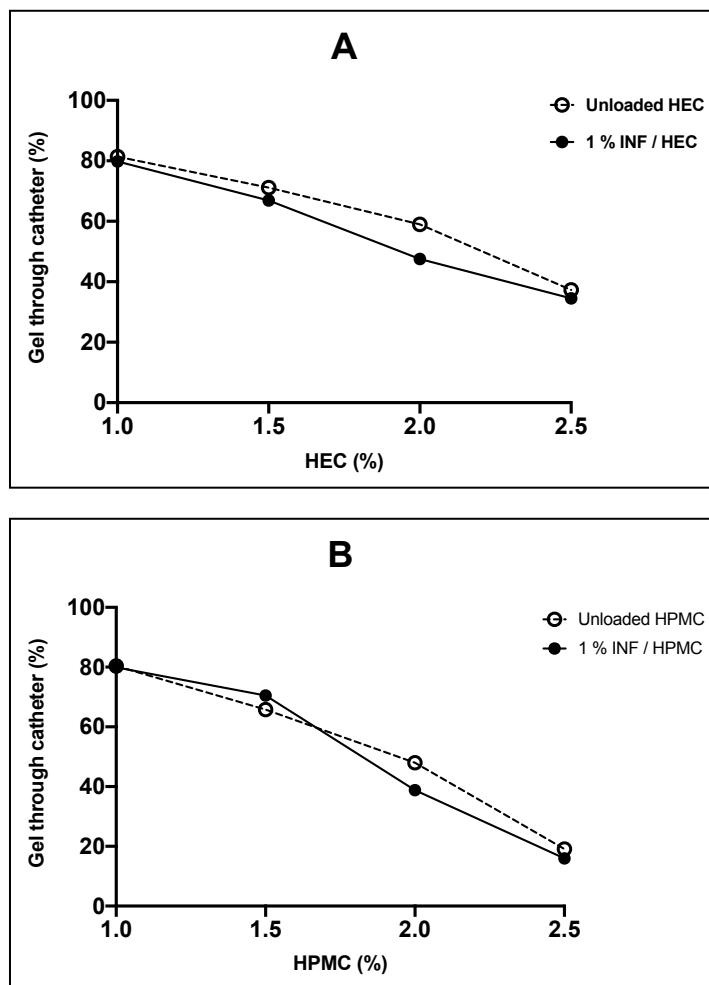 A
Unloaded HEC
1 % INF / HEC
Gel through catheter (%)
100
80
60
40
20
0
1.0 1.5 2.0 2.5
HEC (%)
B
Unloaded HPMC
1 % INF / HPMC
Gel through catheter (%)
100
80
60
40
20
0
1.0 1.5 2.0 2.5
HPMC (%)